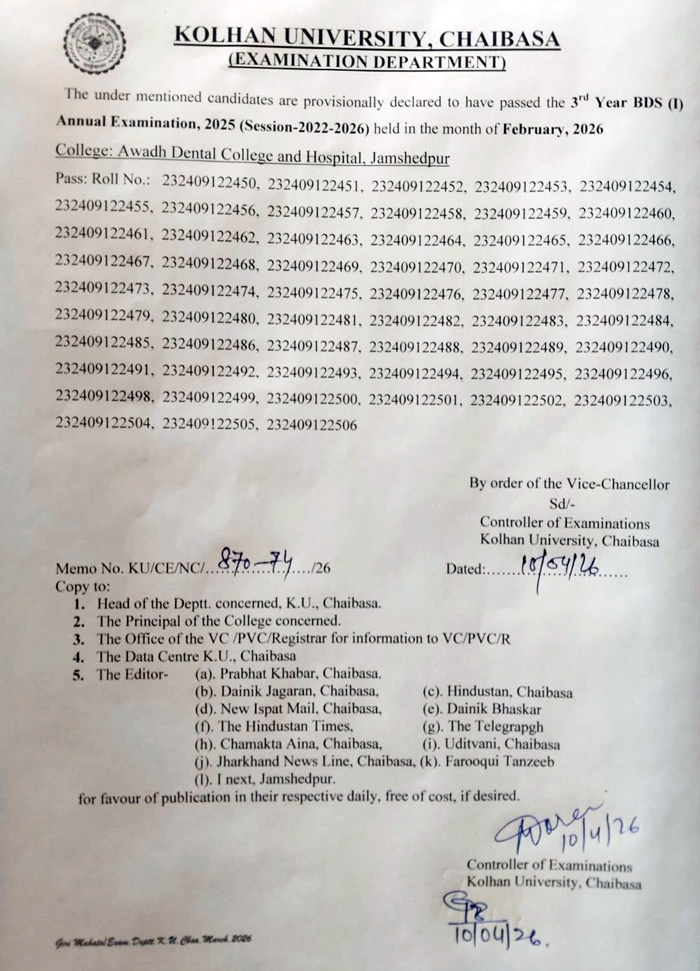 KOLHAN UNIVERSITY, CHAIBASA
(EXAMINATION DEPARTMENT)
The under mentioned candidates are provisionally declared to have passed the 3rd Year BDS (I)
Annual Examination, 2025 (Session-2022-2026) held in the month of February, 2026
College: Awadh Dental College and Hospital, Jamshedpur
Pass: Roll No.: 232409122450, 232409122451, 232409122452, 232409122453, 232409122454,
232409122455, 232409122456, 232409122457, 232409122458, 232409122459, 232409122460,
232409122461, 232409122462, 232409122463, 232409122464, 232409122465, 232409122466,
232409122467, 232409122468, 232409122469, 232409122470, 232409122471, 232409122472,
232409122473, 232409122474, 232409122475, 232409122476, 232409122477, 232409122478,
232409122479, 232409122480, 232409122481, 232409122482, 232409122483, 232409122484,
232409122485, 232409122486, 232409122487, 232409122488, 232409122489, 232409122490,
232409122491, 232409122492, 232409122493, 232409122494, 232409122495, 232409122496,
232409122498, 232409122499, 232409122500, 232409122501, 232409122502, 232409122503,
232409122504, 232409122505, 232409122506
By order of the Vice-Chancellor
Sd/-
Controller of Examinations
Kolhan University, Chaibasa
Memo No. KU/CE/NC/...870-74.../26 Dated:......10/04/26......
Copy to:
1. Head of the Deptt. concerned, K.U., Chaibasa.
2. The Principal of the College concerned.
3. The Office of the VC /PVC/Registrar for information to VC/PVC/R
4. The Data Centre K.U., Chaibasa
5. The Editor- (a). Prabhat Khabar, Chaibasa.
(b). Dainik Jagaran, Chaibasa, (c). Hindustan, Chaibasa
(d). New Ispat Mail, Chaibasa, (e). Dainik Bhaskar
(f). The Hindustan Times, (g). The Telegrapgh
(h). Chamakta Aina, Chaibasa, (i). Uditvani, Chaibasa
(j). Jharkhand News Line, Chaibasa, (k). Farooqui Tanzeeb
(l). I next, Jamshedpur.
for favour of publication in their respective daily, free of cost, if desired.
10/4/26
Controller of Examinations
Kolhan University, Chaibasa
10/04/26.
Giri Mahato/Exam. Deptt. K. U. Cbsa. March, 2026